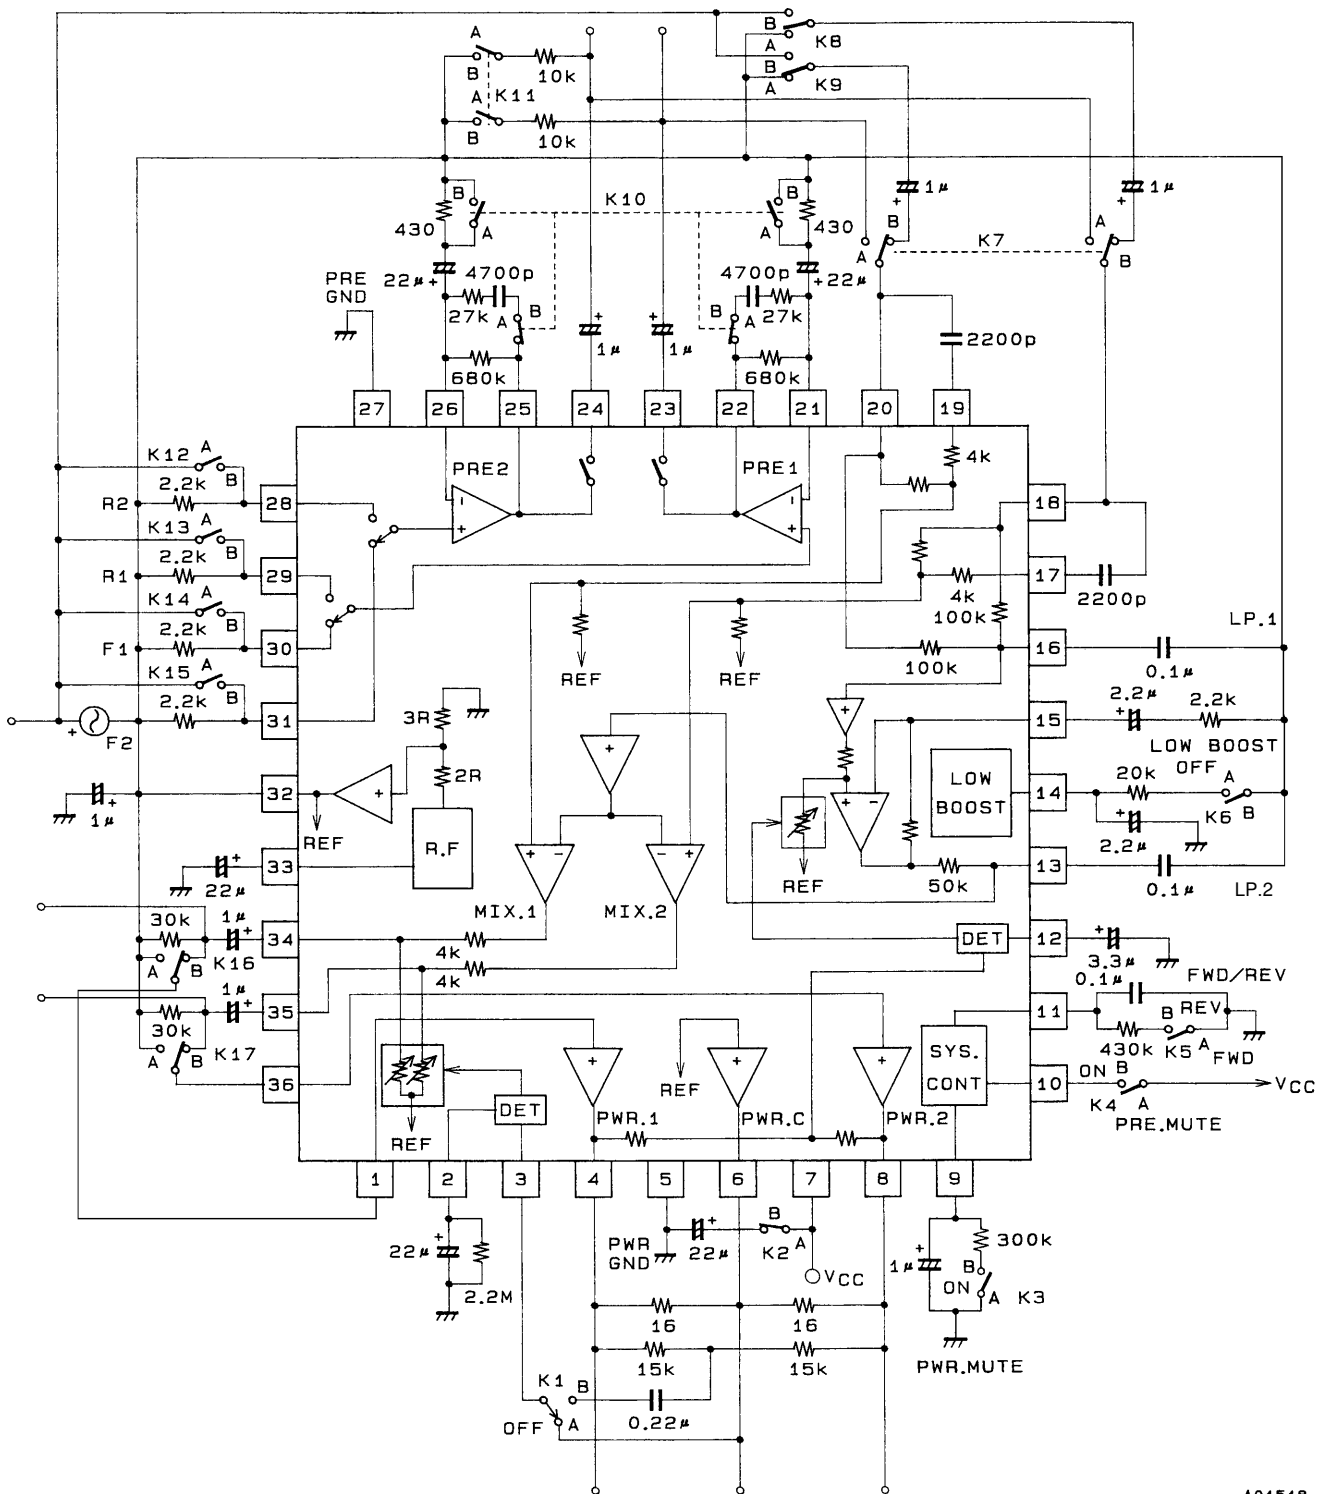 B
A
K8
A
B
K11
10k
A
B
10k
B
A
K9
B
430
A
K10
B
A
430
1μ
1μ
A
B
K7
A
B
PRE
GND
22μ+
4700p
27k
A
B
680k
+
1μ
+
1μ
4700p
B
A
27k
+22μ
680k
2200p
27
26
25
24
23
22
21
20
19
K12
A
B
2.2k
R2
28
K13
A
B
2.2k
R1
29
K14
A
B
2.2k
F1
30
K15
A
B
2.2k
31
+
F2
PRE2
-
+
PRE1
-
+
4k
18
17
4k
2200p
100k
100k
REF
REF
16
0.1μ
LP.1
3R
2R
32
1μ
+
REF
+
R.F
33
22μ
+
+
+
15
2.2μ
+
2.2k
LOW BOOST
OFF
LOW
BOOST
14
20k
A
B
K6
2.2μ
+
+
-
REF
50k
13
0.1μ
LP.2
+
-
-
+
MIX.1
MIX.2
30k
1μ
+
34
A
B
K16
4k
4k
1μ
+
35
30k
A
B
K17
36
DET
12
+
3.3μ
0.1μ
FWD/REV
11
B
REV
430k
K5
A
FWD
SYS.
CONT
10
ON
B
K4
A
VCC
PRE.MUTE
REF
DET
+
PWR.1
REF
+
PWR.C
+
PWR.2
1
2
3
4
5
6
7
8
9
22μ
+
2.2M
PWR
GND
+
22μ
B
K2
A
VCC
+
1μ
300k
B
ON
A
K3
PWR.MUTE
16
16
15k
15k
K1
B
OFF
A
0.22μ